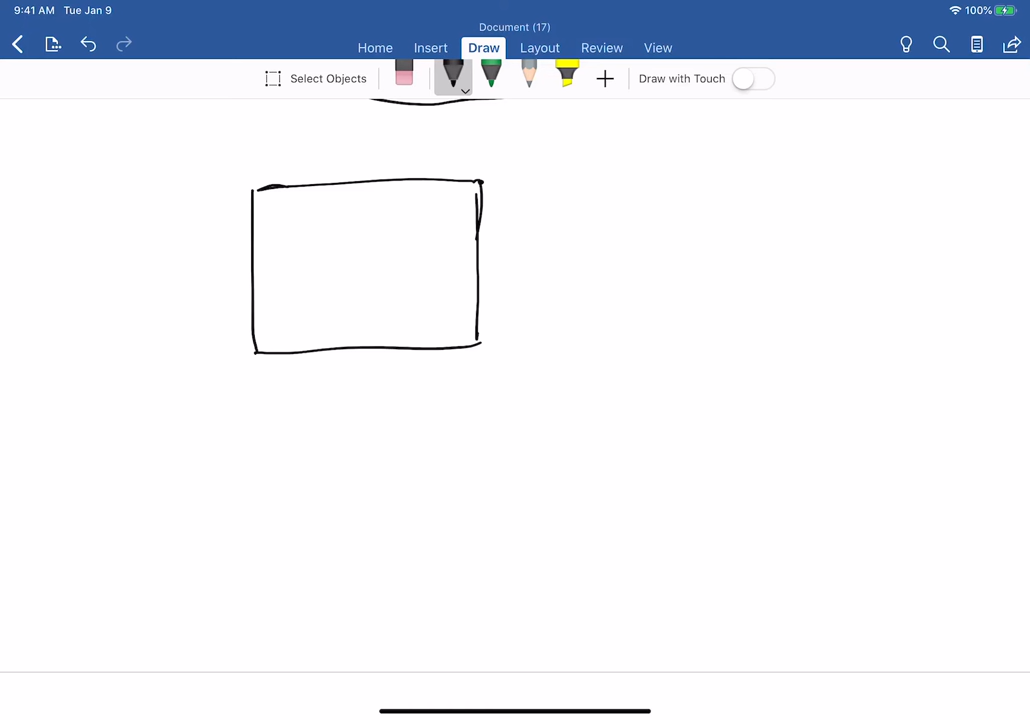 9:41 AM Tue Jan 9 100%
Document (17)
Home Insert Draw Layout Review View
Select Objects Draw with Touch